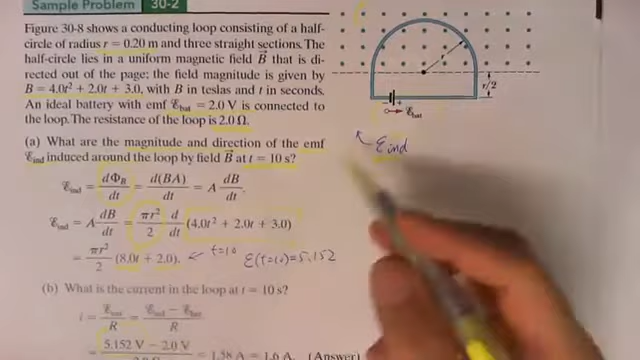 Sample Problem 30-2
Figure 30-8 shows a conducting loop consisting of a half-
circle of radius r = 0.20 m and three straight sections. The
half-circle lies in a uniform magnetic field B⃗ that is di-
rected out of the page; the field magnitude is given by
B = 4.0t² + 2.0t + 3.0, with B in teslas and t in seconds.
An ideal battery with emf ℰbat = 2.0 V is connected to
the loop. The resistance of the loop is 2.0 Ω.
(a) What are the magnitude and direction of the emf
ℰind induced around the loop by field B⃗ at t = 10 s?
ℰind = dΦB/dt = d(BA)/dt = A dB/dt.
ℰind = A dB/dt = πr²/2 d/dt (4.0t² + 2.0t + 3.0)
= πr²/2 (8.0t + 2.0). ← t=10 ε(t=10)=5.152
(b) What is the current in the loop at t = 10 s?
i = ℰnet/R = ℰind − ℰbat/R
= 5.152 V − 2.0 V/2.0 Ω = 1.58 A ≈ 1.6 A. (Answer)
r
r/2
− +
ℰbat
εind